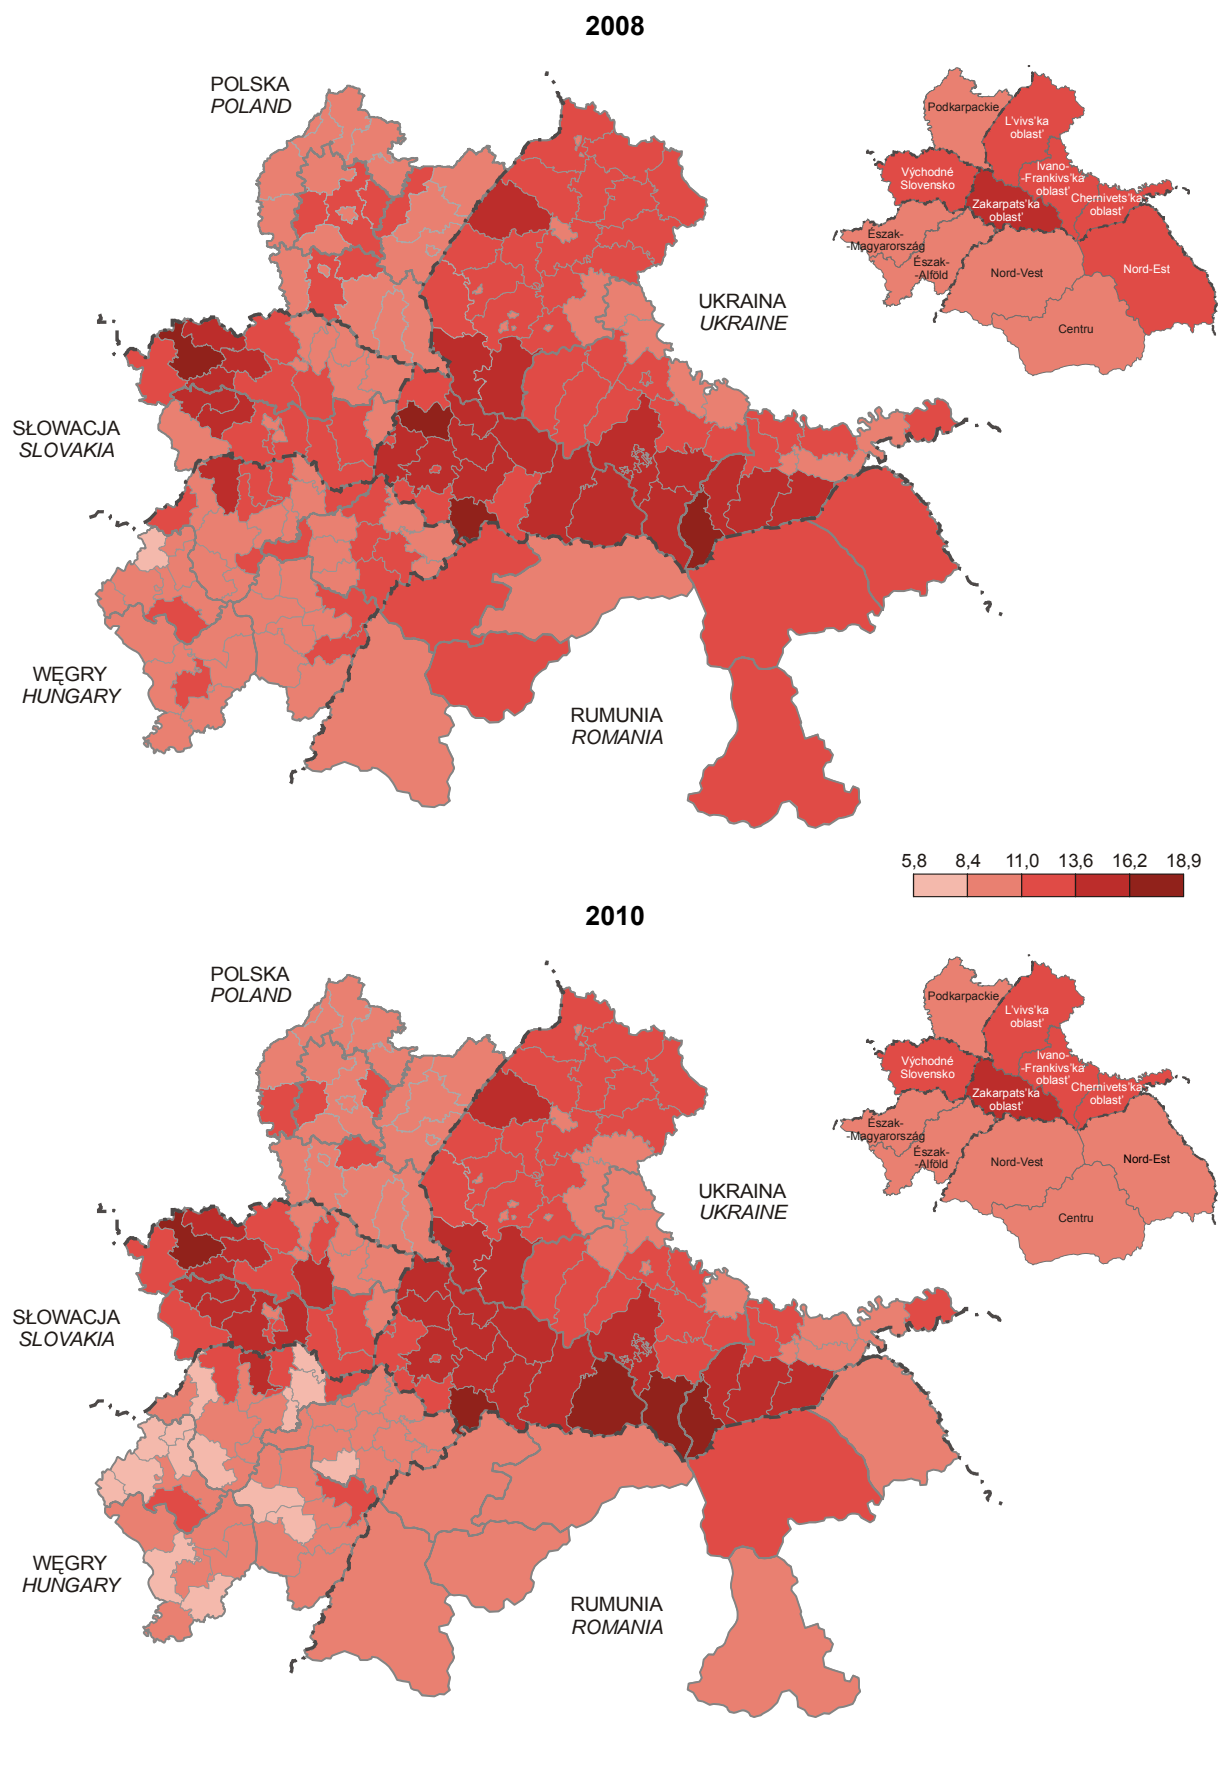 2008
POLSKA
POLAND
UKRAINA
UKRAINE
SŁOWACJA
SLOVAKIA
WĘGRY
HUNGARY
RUMUNIA
ROMANIA
Podkarpackie
L'vivs'ka
oblast'
Východné
Slovensko
Ivano-
-Frankivs'ka
oblast'
Zakarpats'ka
oblast'
Chernivets'ka
oblast'
Észak-
-Magyarország
Észak-
-Alföld
Nord-Vest
Nord-Est
Centru
5,8 8,4 11,0 13,6 16,2 18,9
2010
POLSKA
POLAND
UKRAINA
UKRAINE
SŁOWACJA
SLOVAKIA
WĘGRY
HUNGARY
RUMUNIA
ROMANIA
Podkarpackie
L'vivs'ka
oblast'
Východné
Slovensko
Ivano-
-Frankivs'ka
oblast'
Zakarpats'ka
oblast'
Chernivets'ka
oblast'
Észak-
-Magyarország
Észak-
-Alföld
Nord-Vest
Nord-Est
Centru